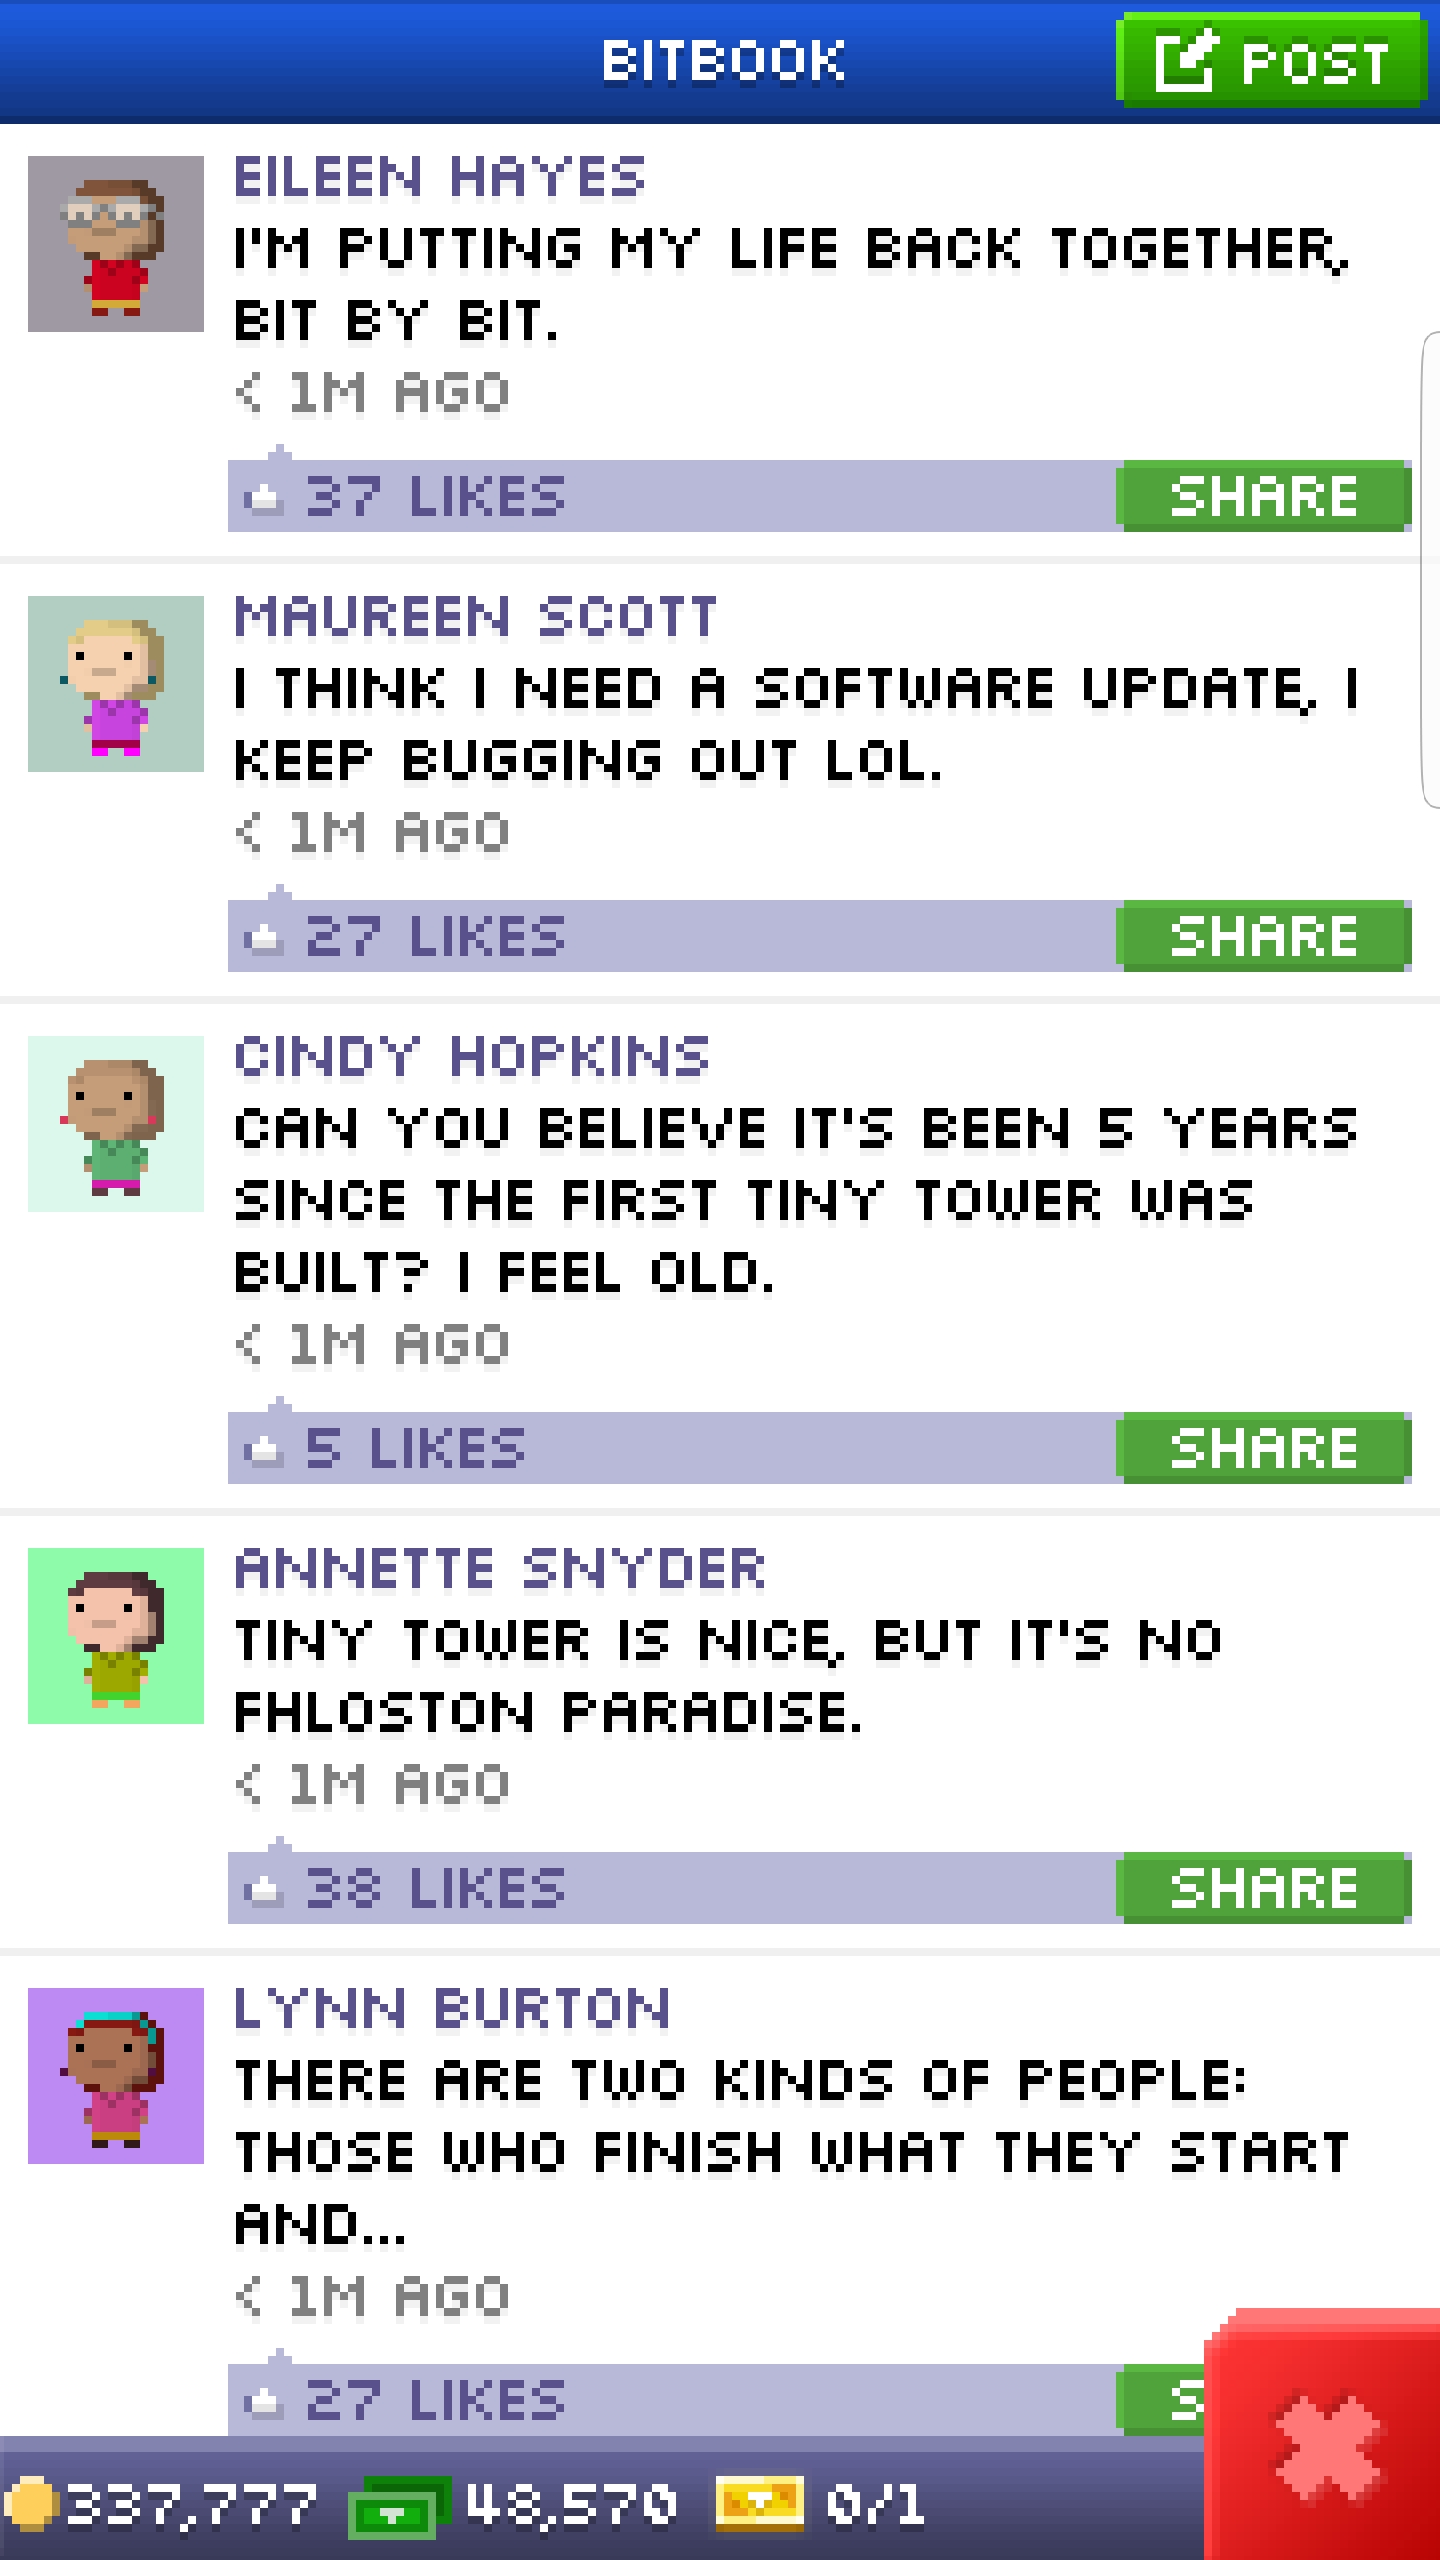 BITBOOK
POST
EILEEN HAYES
I'M PUTTING MY LIFE BACK TOGETHER,
BIT BY BIT.
< 1M AGO
37 LIKES
SHARE
MAUREEN SCOTT
I THINK I NEED A SOFTWARE UPDATE, I
KEEP BUGGING OUT LOL.
< 1M AGO
27 LIKES
SHARE
CINDY HOPKINS
CAN YOU BELIEVE IT'S BEEN 5 YEARS
SINCE THE FIRST TINY TOWER WAS
BUILT? I FEEL OLD.
< 1M AGO
5 LIKES
SHARE
ANNETTE SNYDER
TINY TOWER IS NICE, BUT IT'S NO
FHLOSTON PARADISE.
< 1M AGO
38 LIKES
SHARE
LYNN BURTON
THERE ARE TWO KINDS OF PEOPLE:
THOSE WHO FINISH WHAT THEY START
AND...
< 1M AGO
27 LIKES
S
337,777 48,570 0/1